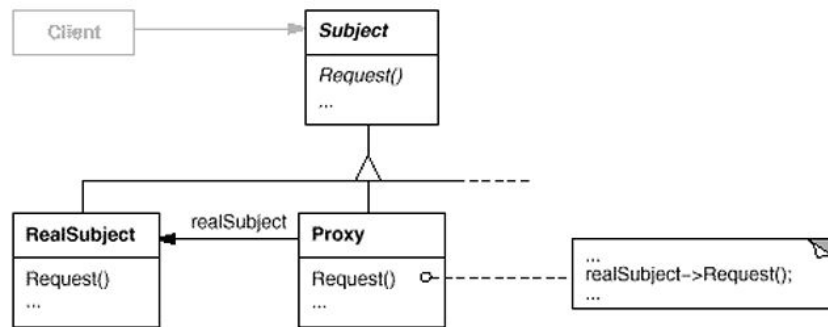 Client
Subject
Request()
...
realSubject
RealSubject
Request()
...
Proxy
Request()
...
...
realSubject->Request();
...